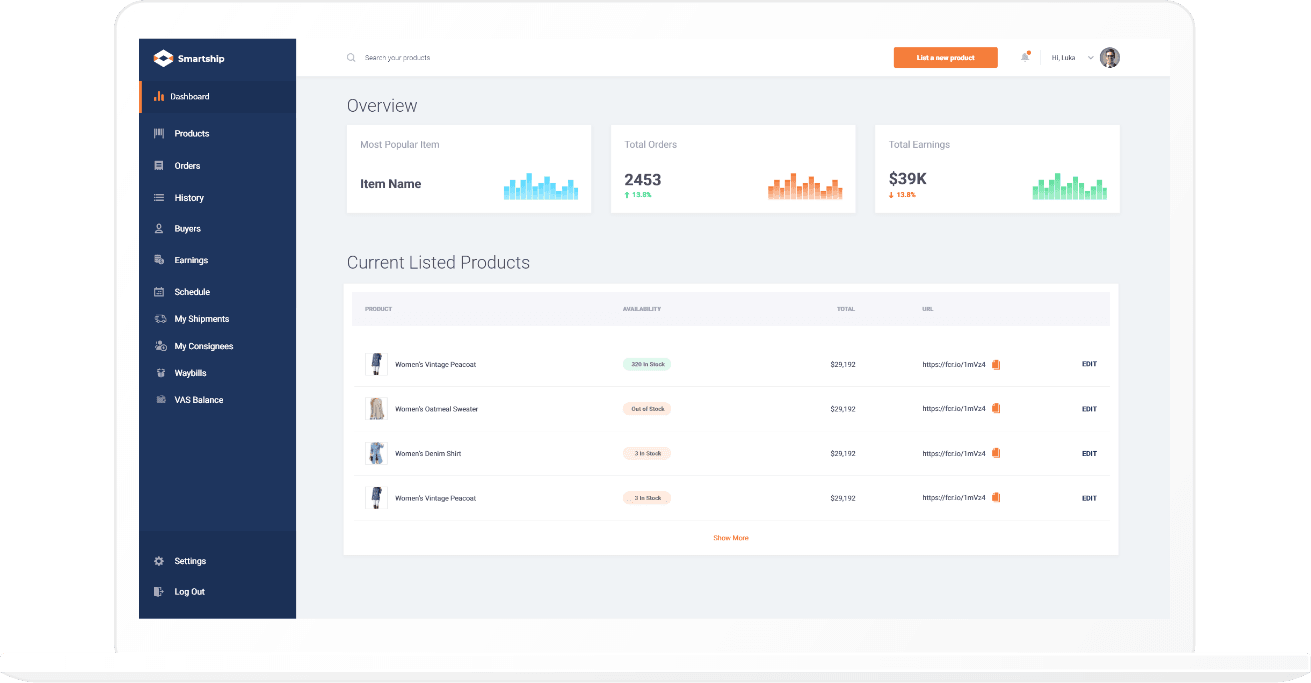 Smartship
Search your products
List a new product
Hi, Luka
Dashboard
Products
Orders
History
Buyers
Earnings
Schedule
My Shipments
My Consignees
Waybills
VAS Balance
Settings
Log Out
Overview
Most Popular Item
Item Name
Total Orders
2453
13.8%
Total Earnings
$39K
13.8%
Current Listed Products
PRODUCT AVAILABILITY TOTAL URL
Women's Vintage Peacoat 320 In Stock $29,192 https://fcr.io/1mVz4 EDIT
Women's Oatmeal Sweater Out of Stock $29,192 https://fcr.io/1mVz4 EDIT
Women's Denim Shirt 3 In Stock $29,192 https://fcr.io/1mVz4 EDIT
Women's Vintage Peacoat 3 In Stock $29,192 https://fcr.io/1mVz4 EDIT
Show More